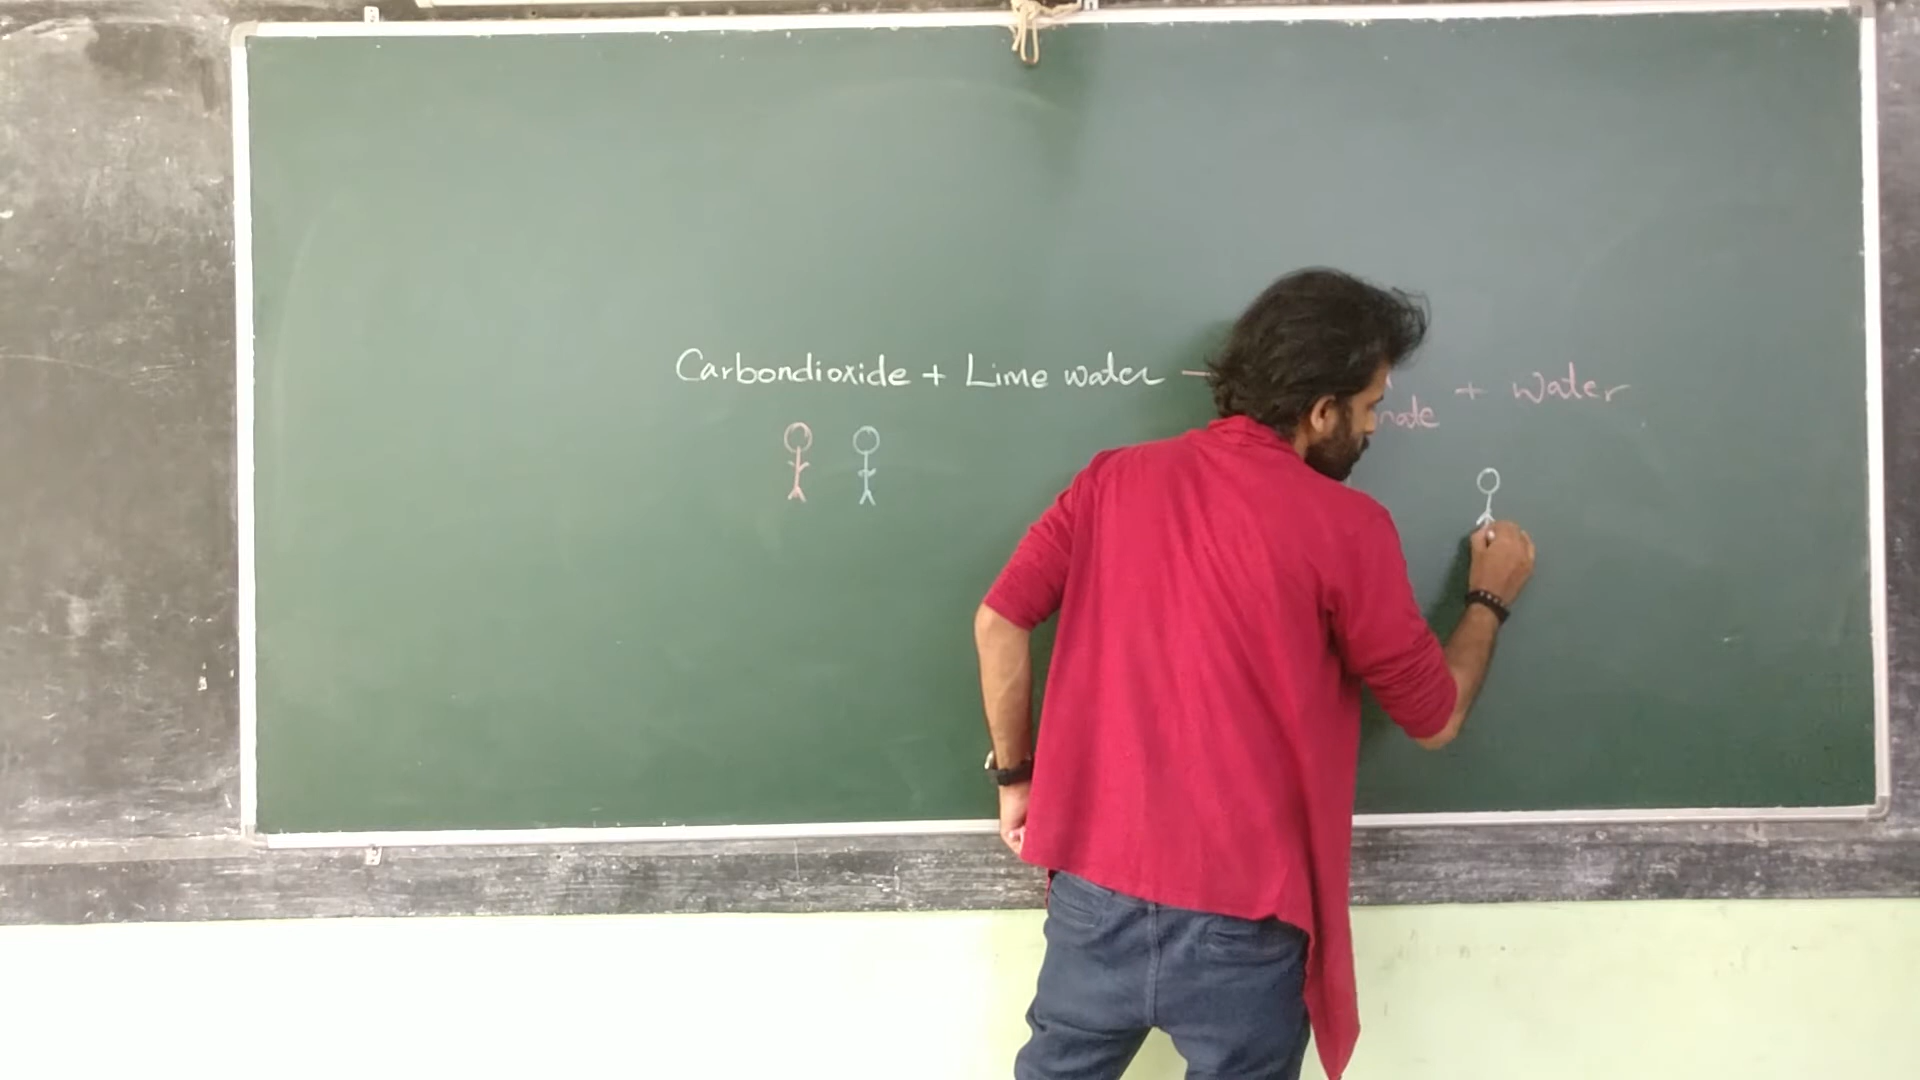 Carbondioxide + Lime water — + water
nate